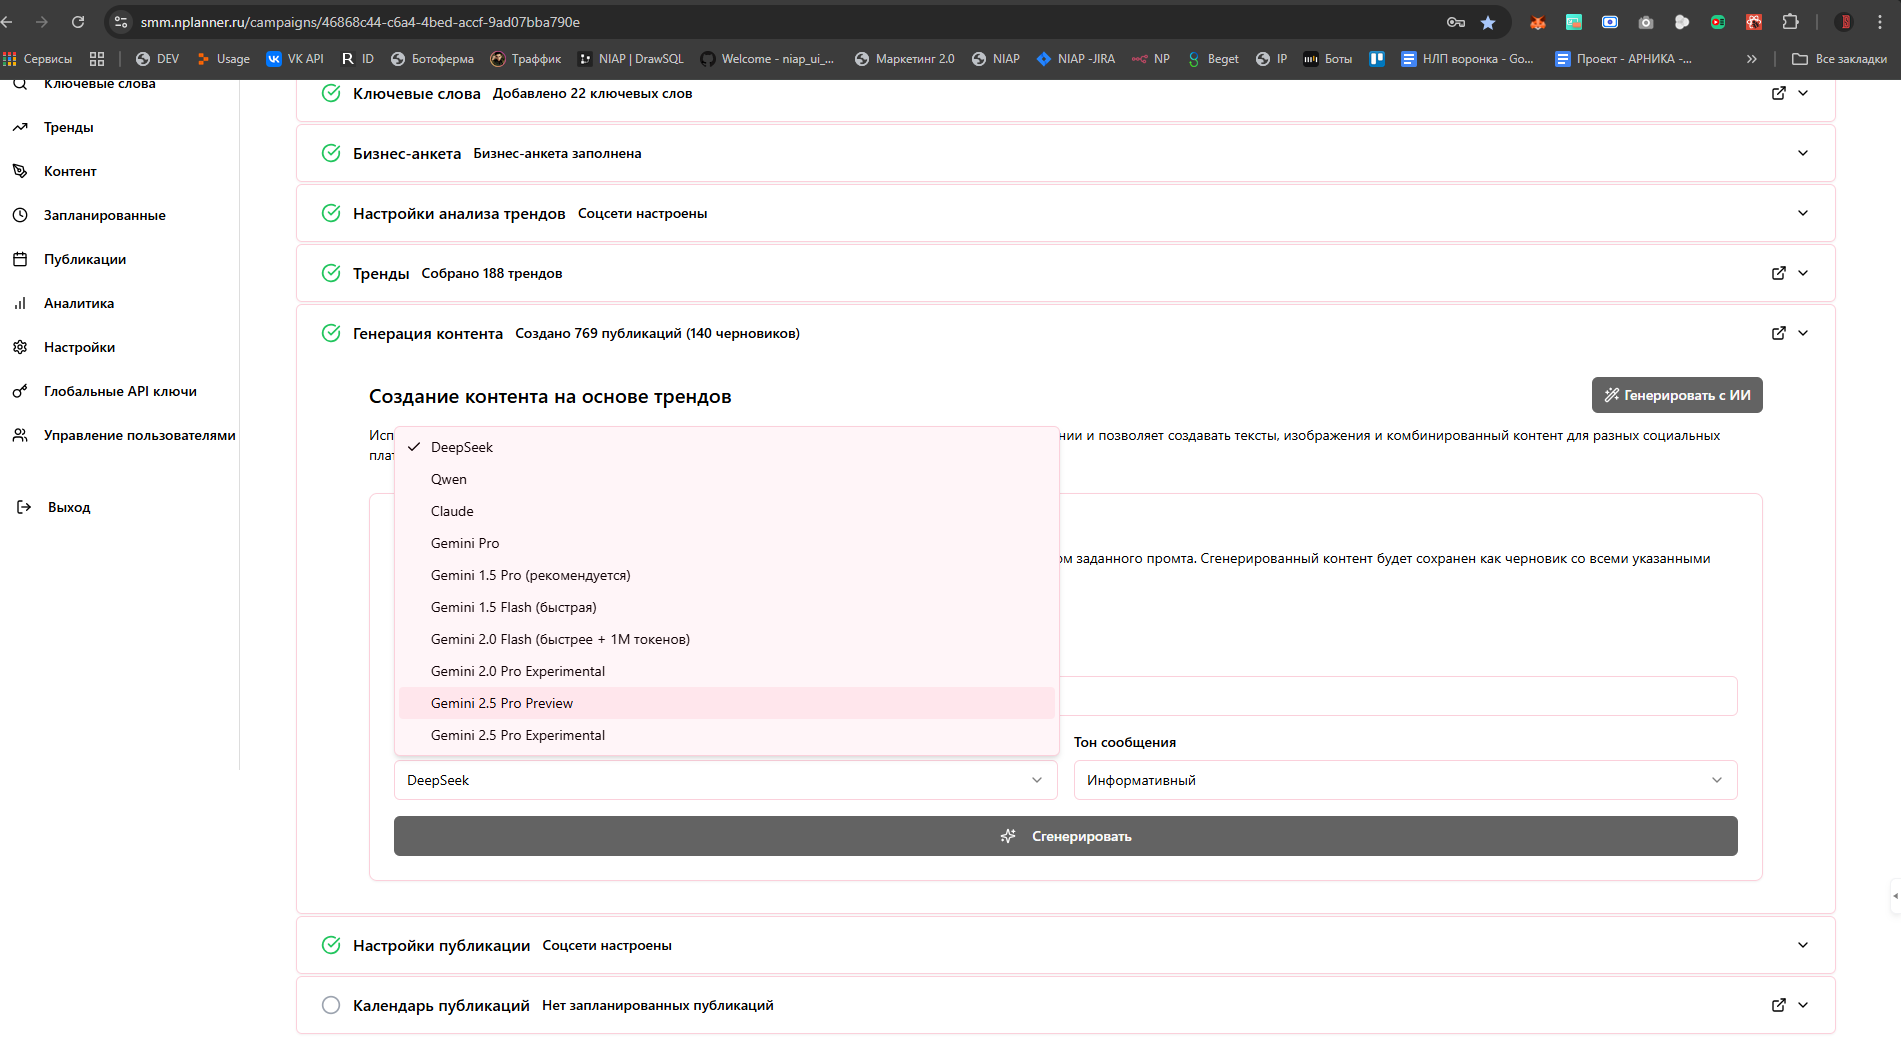 smm.nplanner.ru/campaigns/46868c44-c6a4-4bed-accf-9ad07bba790e
Сервисы
DEV
Usage
VK API
ID
Ботоферма
Траффик
NIAP | DrawSQL
Welcome - niap_ui_...
Маркетинг 2.0
NIAP
NIAP -JIRA
NP
Beget
IP
Боты
НЛП воронка - Go...
Проект - АРНИКА -...
Все закладки
Ключевые слова
Тренды
Контент
Запланированные
Публикации
Аналитика
Настройки
Глобальные API ключи
Управление пользователями
Выход
Ключевые слова Добавлено 22 ключевых слов
Бизнес-анкета Бизнес-анкета заполнена
Настройки анализа трендов Соцсети настроены
Тренды Собрано 188 трендов
Генерация контента Создано 769 публикаций (140 черновиков)
Создание контента на основе трендов
Генерировать с ИИ
и позволяет создавать тексты, изображения и комбинированный контент для разных социальных
заданного промта. Сгенерированный контент будет сохранен как черновик со всеми указанными
DeepSeek
Qwen
Claude
Gemini Pro
Gemini 1.5 Pro (рекомендуется)
Gemini 1.5 Flash (быстрая)
Gemini 2.0 Flash (быстрее + 1M токенов)
Gemini 2.0 Pro Experimental
Gemini 2.5 Pro Preview
Gemini 2.5 Pro Experimental
Тон сообщения
DeepSeek
Информативный
Сгенерировать
Настройки публикации Соцсети настроены
Календарь публикаций Нет запланированных публикаций